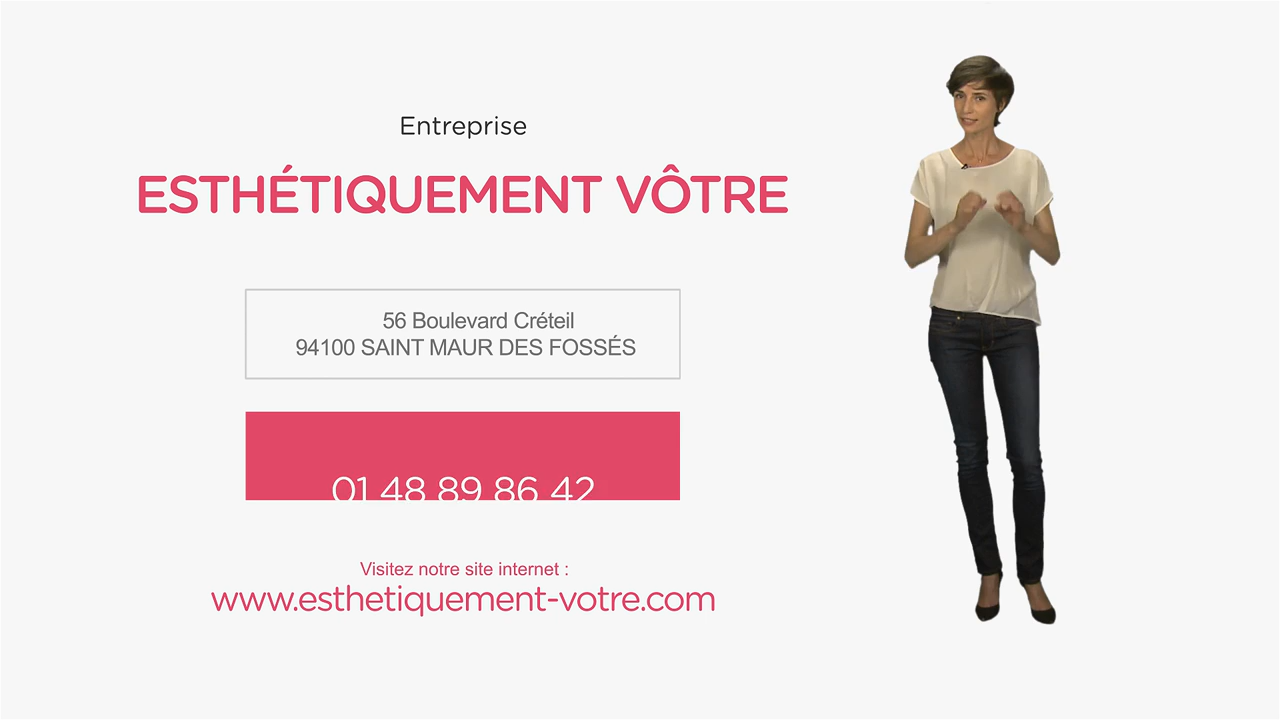 Entreprise
ESTHÉTIQUEMENT VÔTRE
56 Boulevard Créteil
94100 SAINT MAUR DES FOSSÉS
01 48 89 86 42
Visitez notre site internet :
www.esthetiquement-votre.com